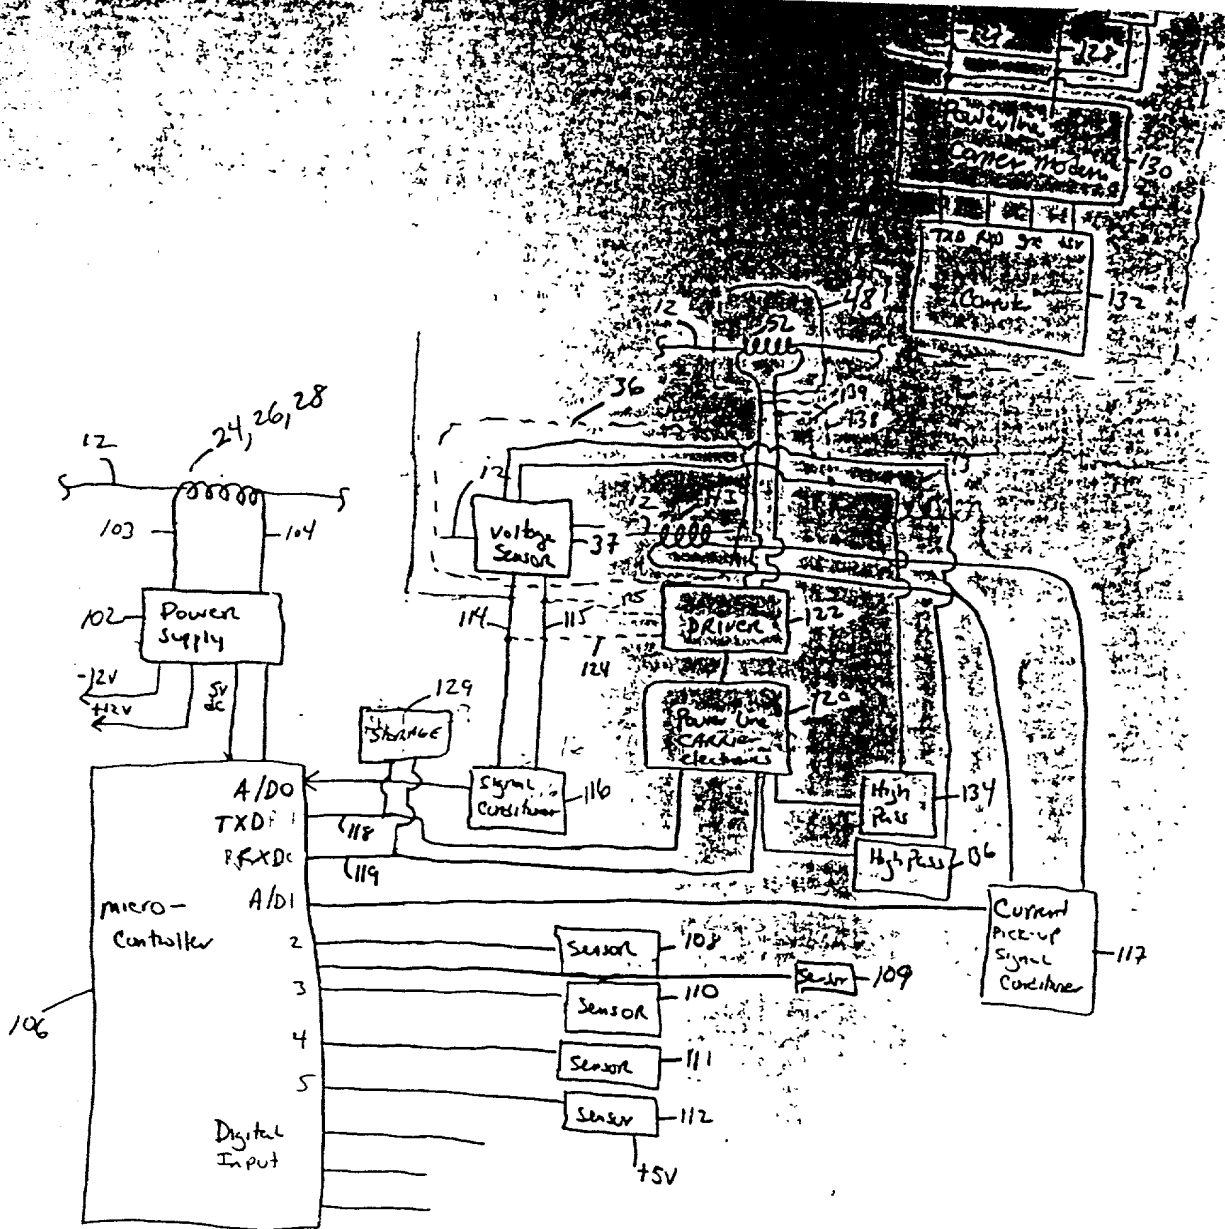 128
Powerline
Carrier Modem
130
TXD RXD +5V
132
48
12
52
139
138
36
24, 26, 28
12
103
104
12
Voltage
Sensor
37
114
115
124
DRIVER
122
102
Power
Supply
-12V
+12V
5V
dc
129
STORAGE
Power Line
CARRIER
electronics
120
A/D0
Signal
Conditioner
116
High
Pass
134
TXD
118
RXD
119
High Pass
136
A/D1
micro-
Controller
106
Current
Pick-up
Signal
Conditioner
117
2
Sensor
108
Sensor
109
3
Sensor
110
4
Sensor
111
5
Sensor
112
+5V
Digital
Input